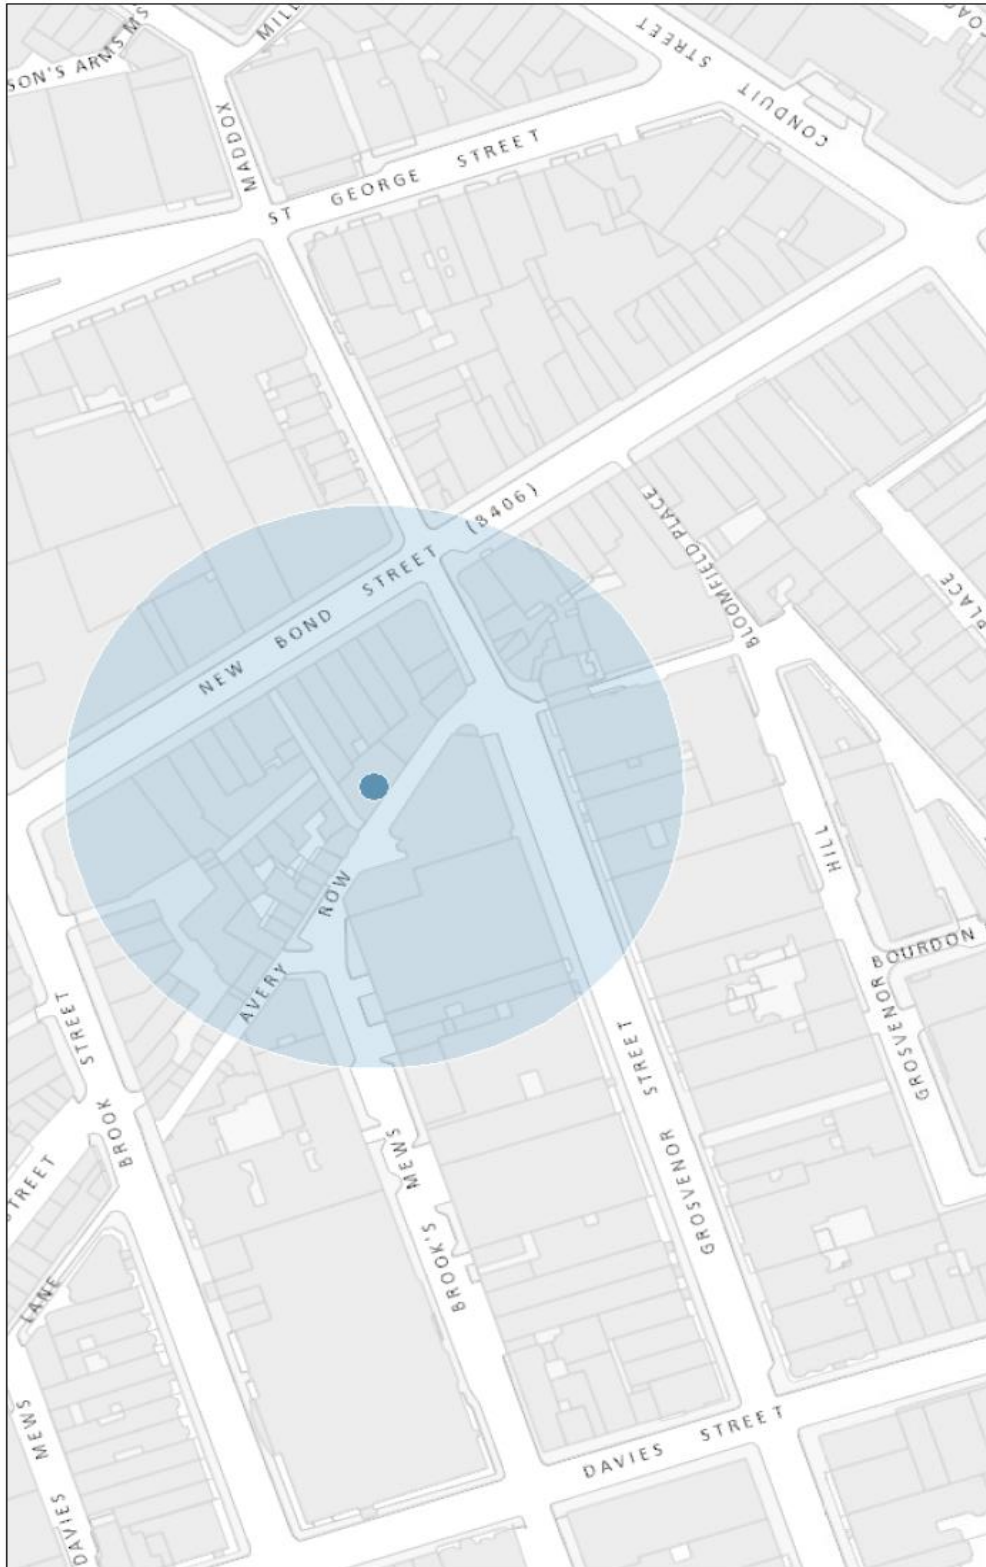 SON'S ARMS MS
MILL
MADDOX
STREET
CONDUIT
ST GEORGE STREET
NEW BOND STREET (3406)
BLOOMFIELD PLACE
PLACE
HILL
GROSVENOR
BOURDON
AVERY ROW
BROOK STREET
STREET
LANE
BROOK'S MEWS
GROSVENOR STREET
DAVIES STREET
DAVIES MEWS